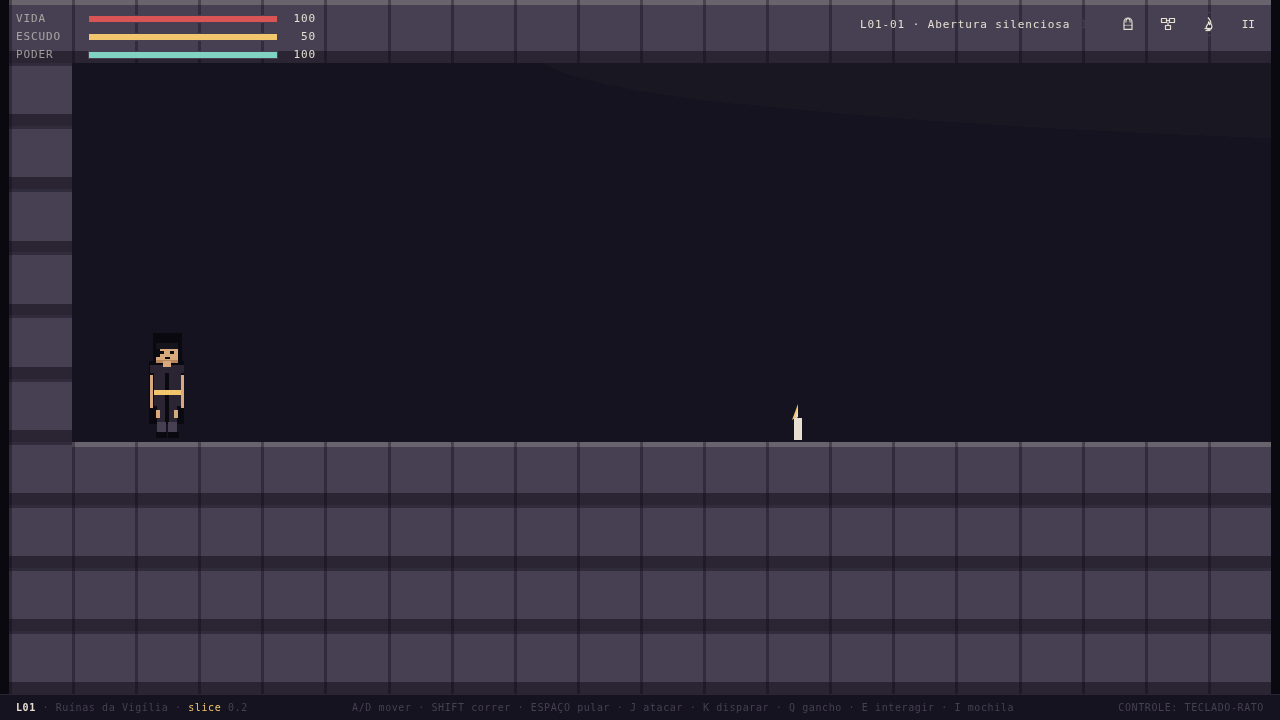 VIDA 100
ESCUDO 50
PODER 100
L01-01 · Abertura silenciosa
II
L01 · Ruínas da Vigília · slice 0.2
A/D mover · SHIFT correr · ESPAÇO pular · J atacar · K disparar · Q gancho · E interagir · I mochila
CONTROLE: TECLADO-RATO